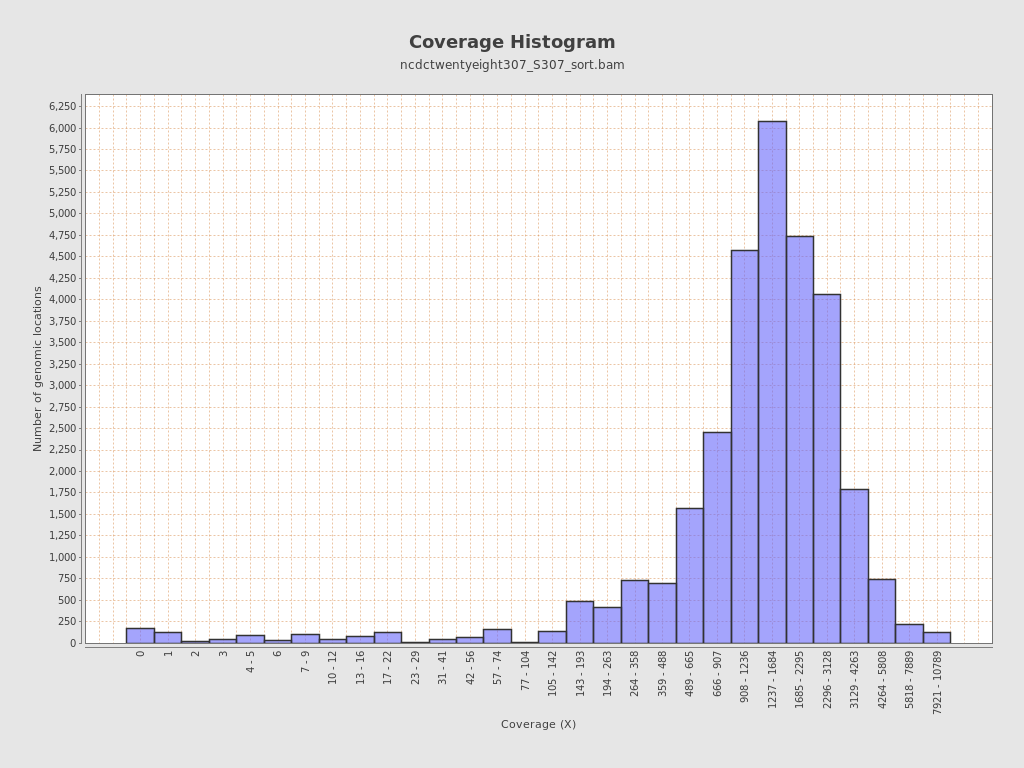 Coverage Histogram
ncdctwentyeight307_S307_sort.bam
6,250
6,000
5,750
5,500
5,250
5,000
4,750
4,500
4,250
4,000
3,750
3,500
3,250
3,000
2,750
2,500
2,250
2,000
1,750
1,500
1,250
1,000
750
500
250
0
Number of genomic locations
0
1
2
3
4 - 5
6
7 - 9
10 - 12
13 - 16
17 - 22
23 - 29
31 - 41
42 - 56
57 - 74
77 - 104
105 - 142
143 - 193
194 - 263
264 - 358
359 - 488
489 - 665
666 - 907
908 - 1236
1237 - 1684
1685 - 2295
2296 - 3128
3129 - 4263
4264 - 5808
5818 - 7889
7921 - 10789
Coverage (X)